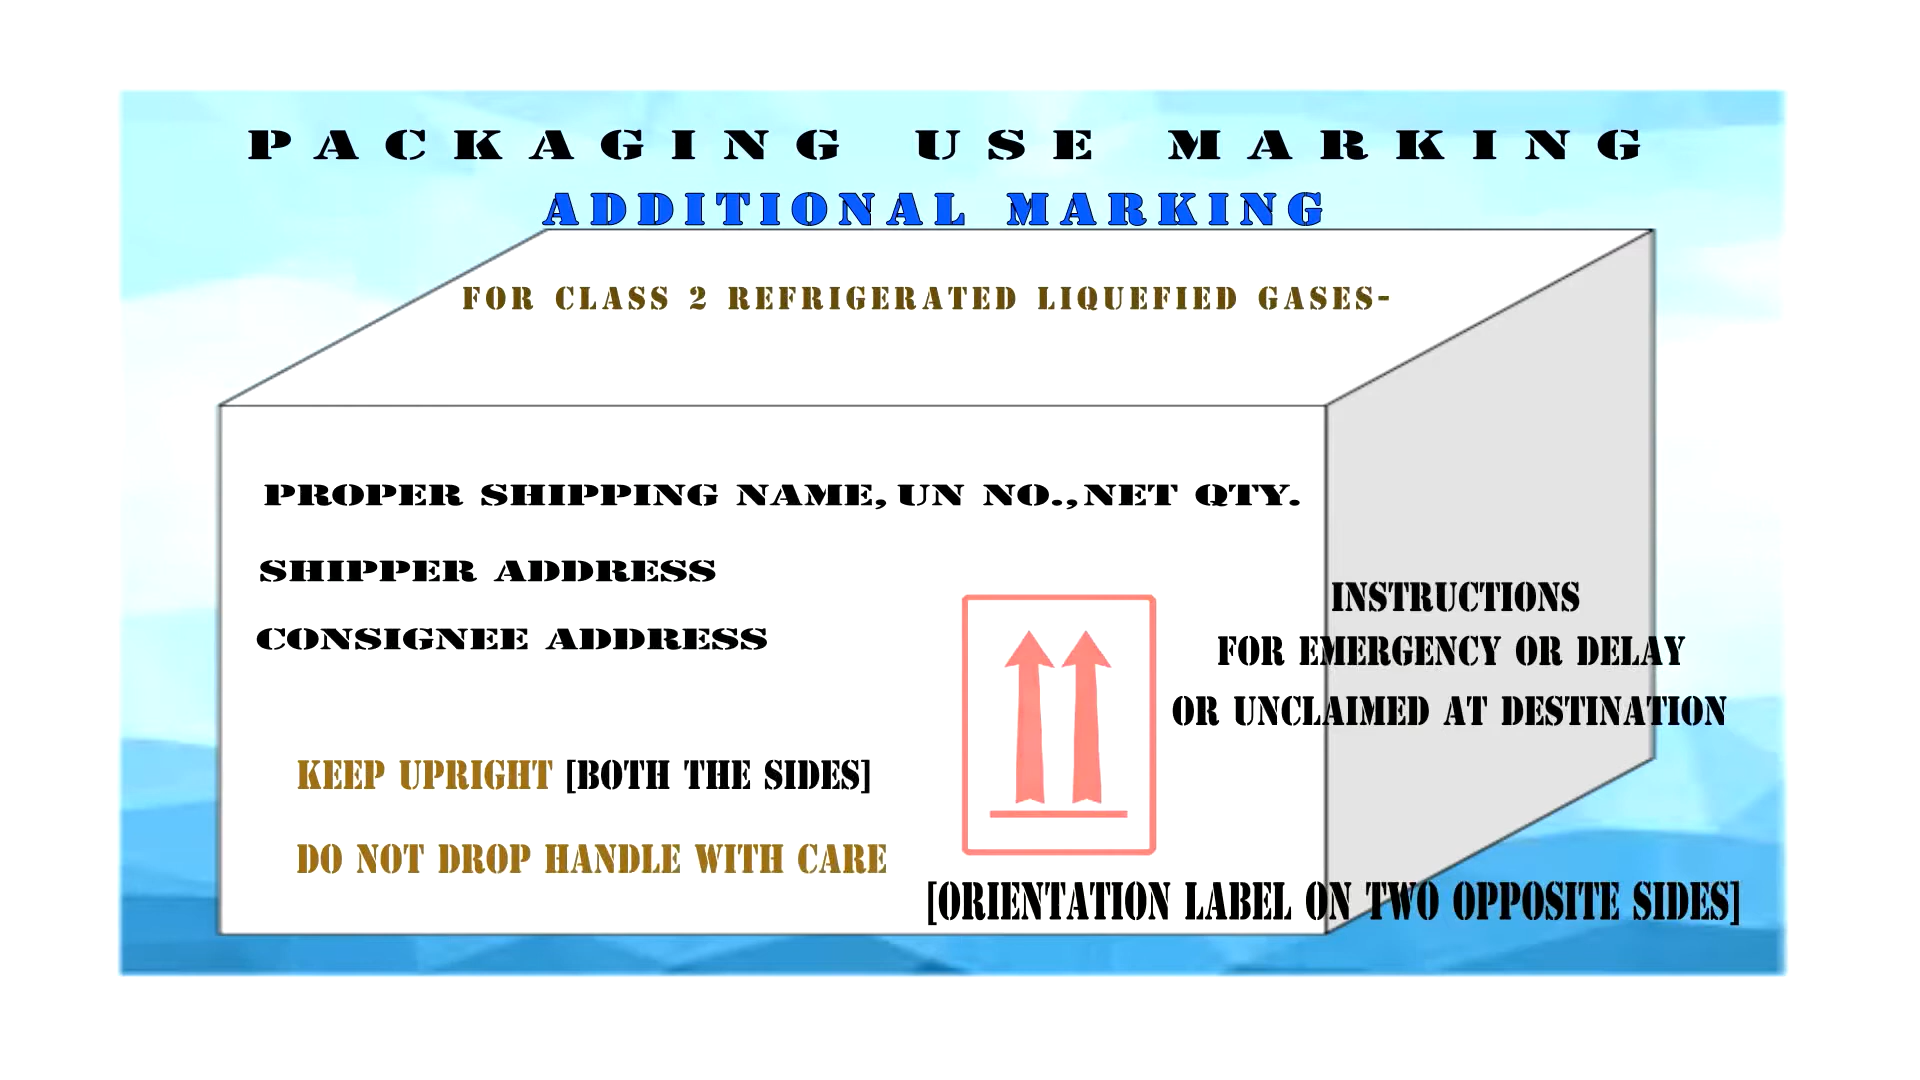 PACKAGING USE MARKING
ADDITIONAL MARKING
FOR CLASS 2 REFRIGERATED LIQUEFIED GASES-
PROPER SHIPPING NAME, UN NO., NET QTY.
SHIPPER ADDRESS
CONSIGNEE ADDRESS
INSTRUCTIONS
FOR EMERGENCY OR DELAY
OR UNCLAIMED AT DESTINATION
KEEP UPRIGHT [BOTH THE SIDES]
DO NOT DROP HANDLE WITH CARE
[ORIENTATION LABEL ON TWO OPPOSITE SIDES]